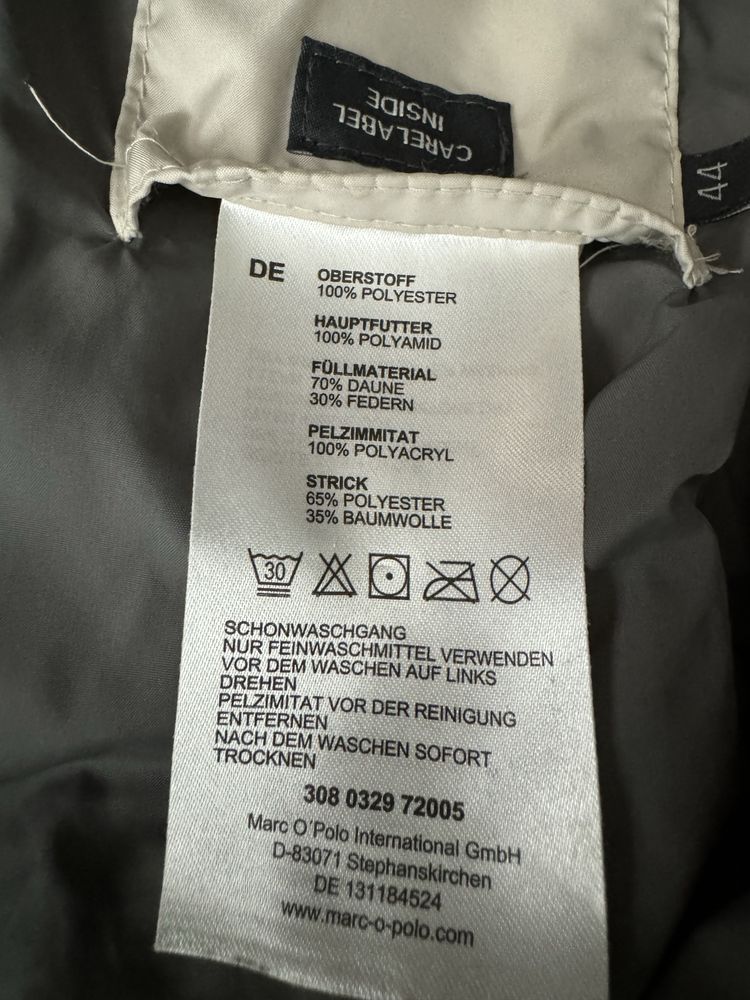 CARELABEL
INSIDE
44
DE
OBERSTOFF
100% POLYESTER
HAUPTFUTTER
100% POLYAMID
FÜLLMATERIAL
70% DAUNE
30% FEDERN
PELZIMMITAT
100% POLYACRYL
STRICK
65% POLYESTER
35% BAUMWOLLE
30
SCHONWASCHGANG
NUR FEINWASCHMITTEL VERWENDEN
VOR DEM WASCHEN AUF LINKS
DREHEN
PELZIMITAT VOR DER REINIGUNG
ENTFERNEN
NACH DEM WASCHEN SOFORT
TROCKNEN
308 0329 72005
Marc O´Polo International GmbH
D-83071 Stephanskirchen
DE 131184524
www.marc-o-polo.com